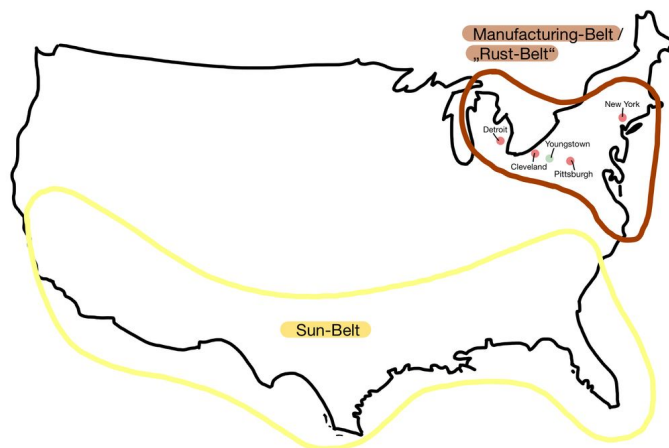 Manufacturing-Belt/
„Rust-Belt“
New York
Detroit
Youngstown
Cleveland
Pittsburgh
Sun-Belt